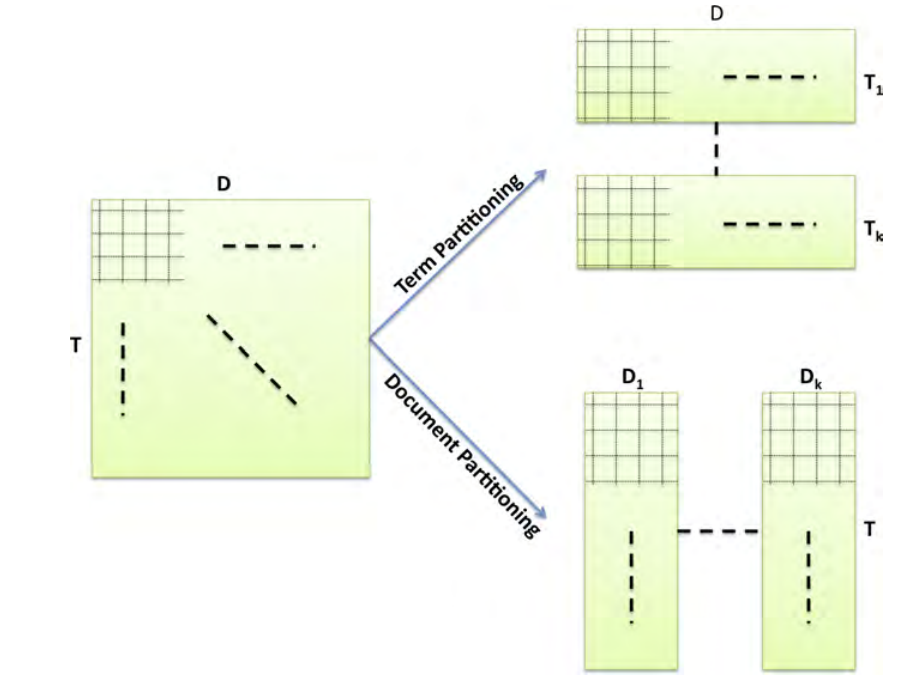 D
T
Term Partitioning
Document Partitioning
D
T₁
Tₖ
D₁
Dₖ
T